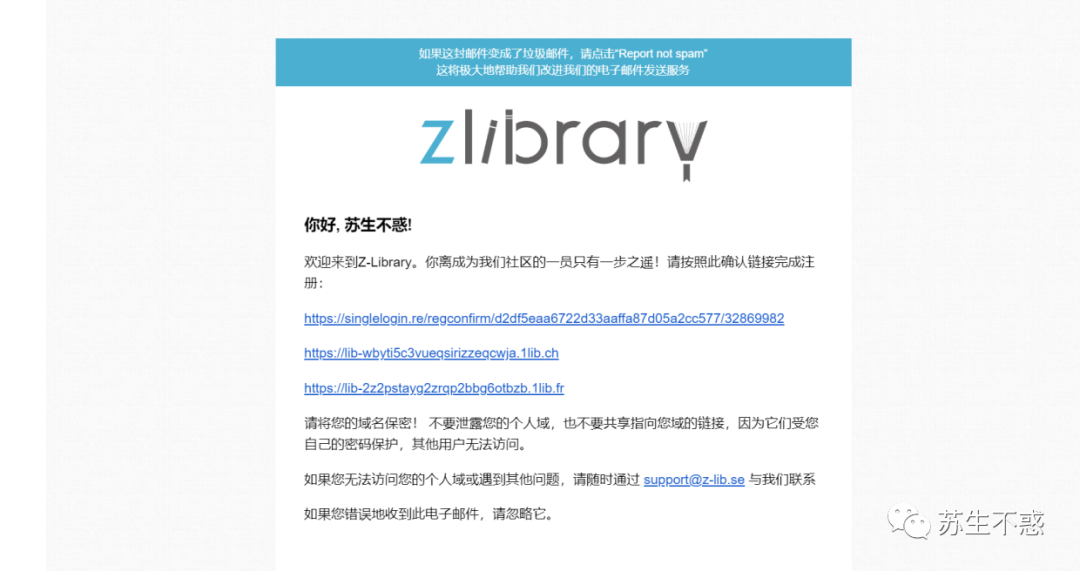 如果这封邮件变成了垃圾邮件，请点击“Report not spam”
这将极大地帮助我们改进我们的电子邮件发送服务
zlibrary
你好, 苏生不惑!
欢迎来到Z-Library。你离成为我们社区的一员只有一步之遥！请按照此确认链接完成注
册：
https://singlelogin.re/regconfirm/d2df5eaa6722d33aaffa87d05a2cc577/32869982
https://lib-wbyti5c3vueqsirizzeqcwja.1lib.ch
https://lib-2z2pstayg2zrqp2bbg6otbzb.1lib.fr
请将您的域名保密！ 不要泄露您的个人域，也不要共享指向您域的链接，因为它们受您
自己的密码保护，其他用户无法访问。
如果您无法访问您的个人域或遇到其他问题，请随时通过 support@z-lib.se 与我们联系
如果您错误地收到此电子邮件，请忽略它。
苏生不惑